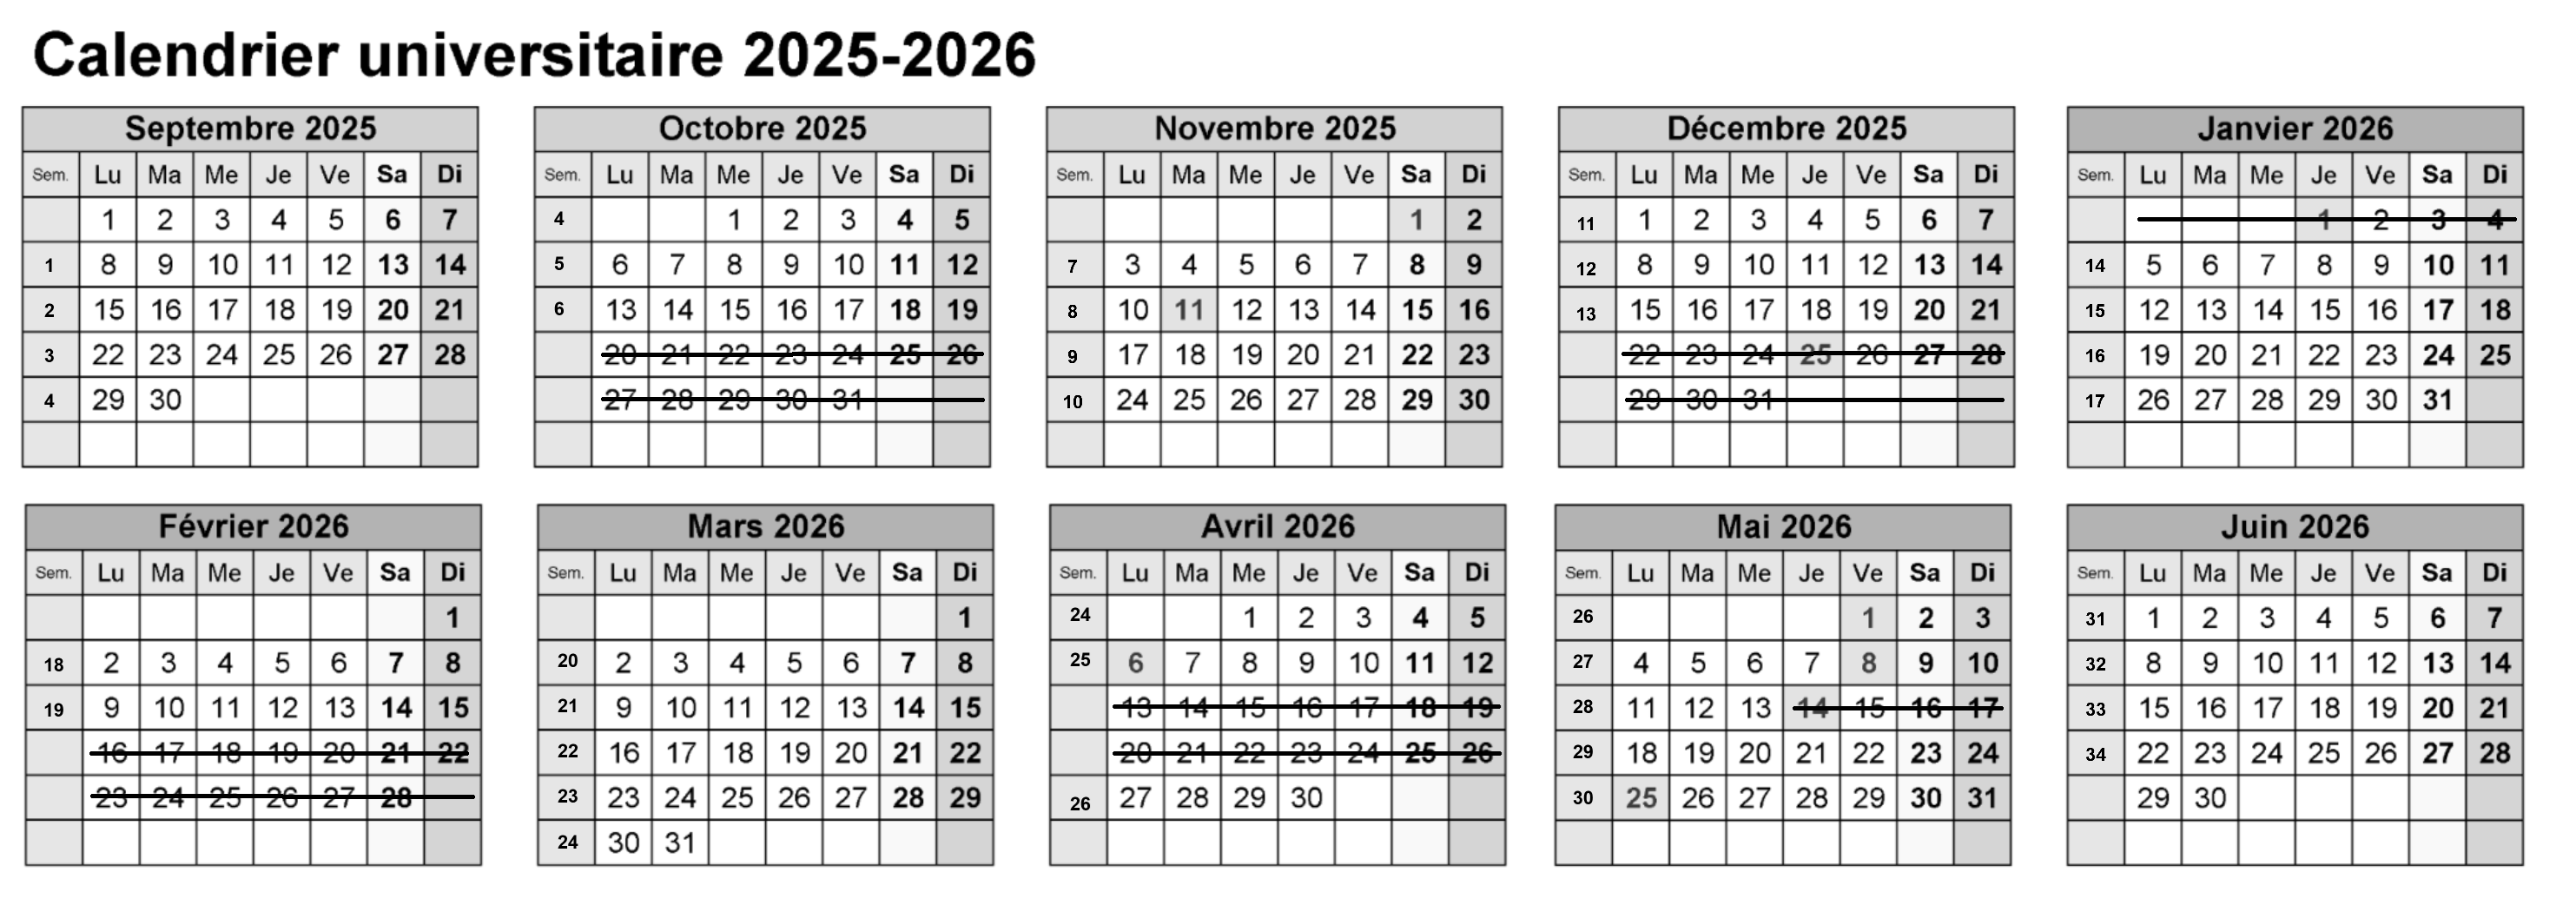 Calendrier universitaire 2025-2026
Septembre 2025
Sem. Lu Ma Me Je Ve Sa Di
1 2 3 4 5 6 7
1 8 9 10 11 12 13 14
2 15 16 17 18 19 20 21
3 22 23 24 25 26 27 28
4 29 30
Octobre 2025
Sem. Lu Ma Me Je Ve Sa Di
4 1 2 3 4 5
5 6 7 8 9 10 11 12
6 13 14 15 16 17 18 19
20 21 22 23 24 25 26
27 28 29 30 31
Novembre 2025
Sem. Lu Ma Me Je Ve Sa Di
1 2
7 3 4 5 6 7 8 9
8 10 11 12 13 14 15 16
9 17 18 19 20 21 22 23
10 24 25 26 27 28 29 30
Décembre 2025
Sem. Lu Ma Me Je Ve Sa Di
11 1 2 3 4 5 6 7
12 8 9 10 11 12 13 14
13 15 16 17 18 19 20 21
22 23 24 25 26 27 28
29 30 31
Janvier 2026
Sem. Lu Ma Me Je Ve Sa Di
1 2 3 4
14 5 6 7 8 9 10 11
15 12 13 14 15 16 17 18
16 19 20 21 22 23 24 25
17 26 27 28 29 30 31
Février 2026
Sem. Lu Ma Me Je Ve Sa Di
1
18 2 3 4 5 6 7 8
19 9 10 11 12 13 14 15
16 17 18 19 20 21 22
23 24 25 26 27 28
Mars 2026
Sem. Lu Ma Me Je Ve Sa Di
1
20 2 3 4 5 6 7 8
21 9 10 11 12 13 14 15
22 16 17 18 19 20 21 22
23 23 24 25 26 27 28 29
24 30 31
Avril 2026
Sem. Lu Ma Me Je Ve Sa Di
24 1 2 3 4 5
25 6 7 8 9 10 11 12
13 14 15 16 17 18 19
20 21 22 23 24 25 26
26 27 28 29 30
Mai 2026
Sem. Lu Ma Me Je Ve Sa Di
26 1 2 3
27 4 5 6 7 8 9 10
28 11 12 13 14 15 16 17
29 18 19 20 21 22 23 24
30 25 26 27 28 29 30 31
Juin 2026
Sem. Lu Ma Me Je Ve Sa Di
31 1 2 3 4 5 6 7
32 8 9 10 11 12 13 14
33 15 16 17 18 19 20 21
34 22 23 24 25 26 27 28
29 30